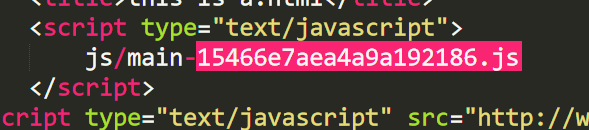 <title>this is a.html</title>
<script type="text/javascript">
js/main-15466e7aea4a9a192186.js
</script>
cript type="text/javascript" src="http://w